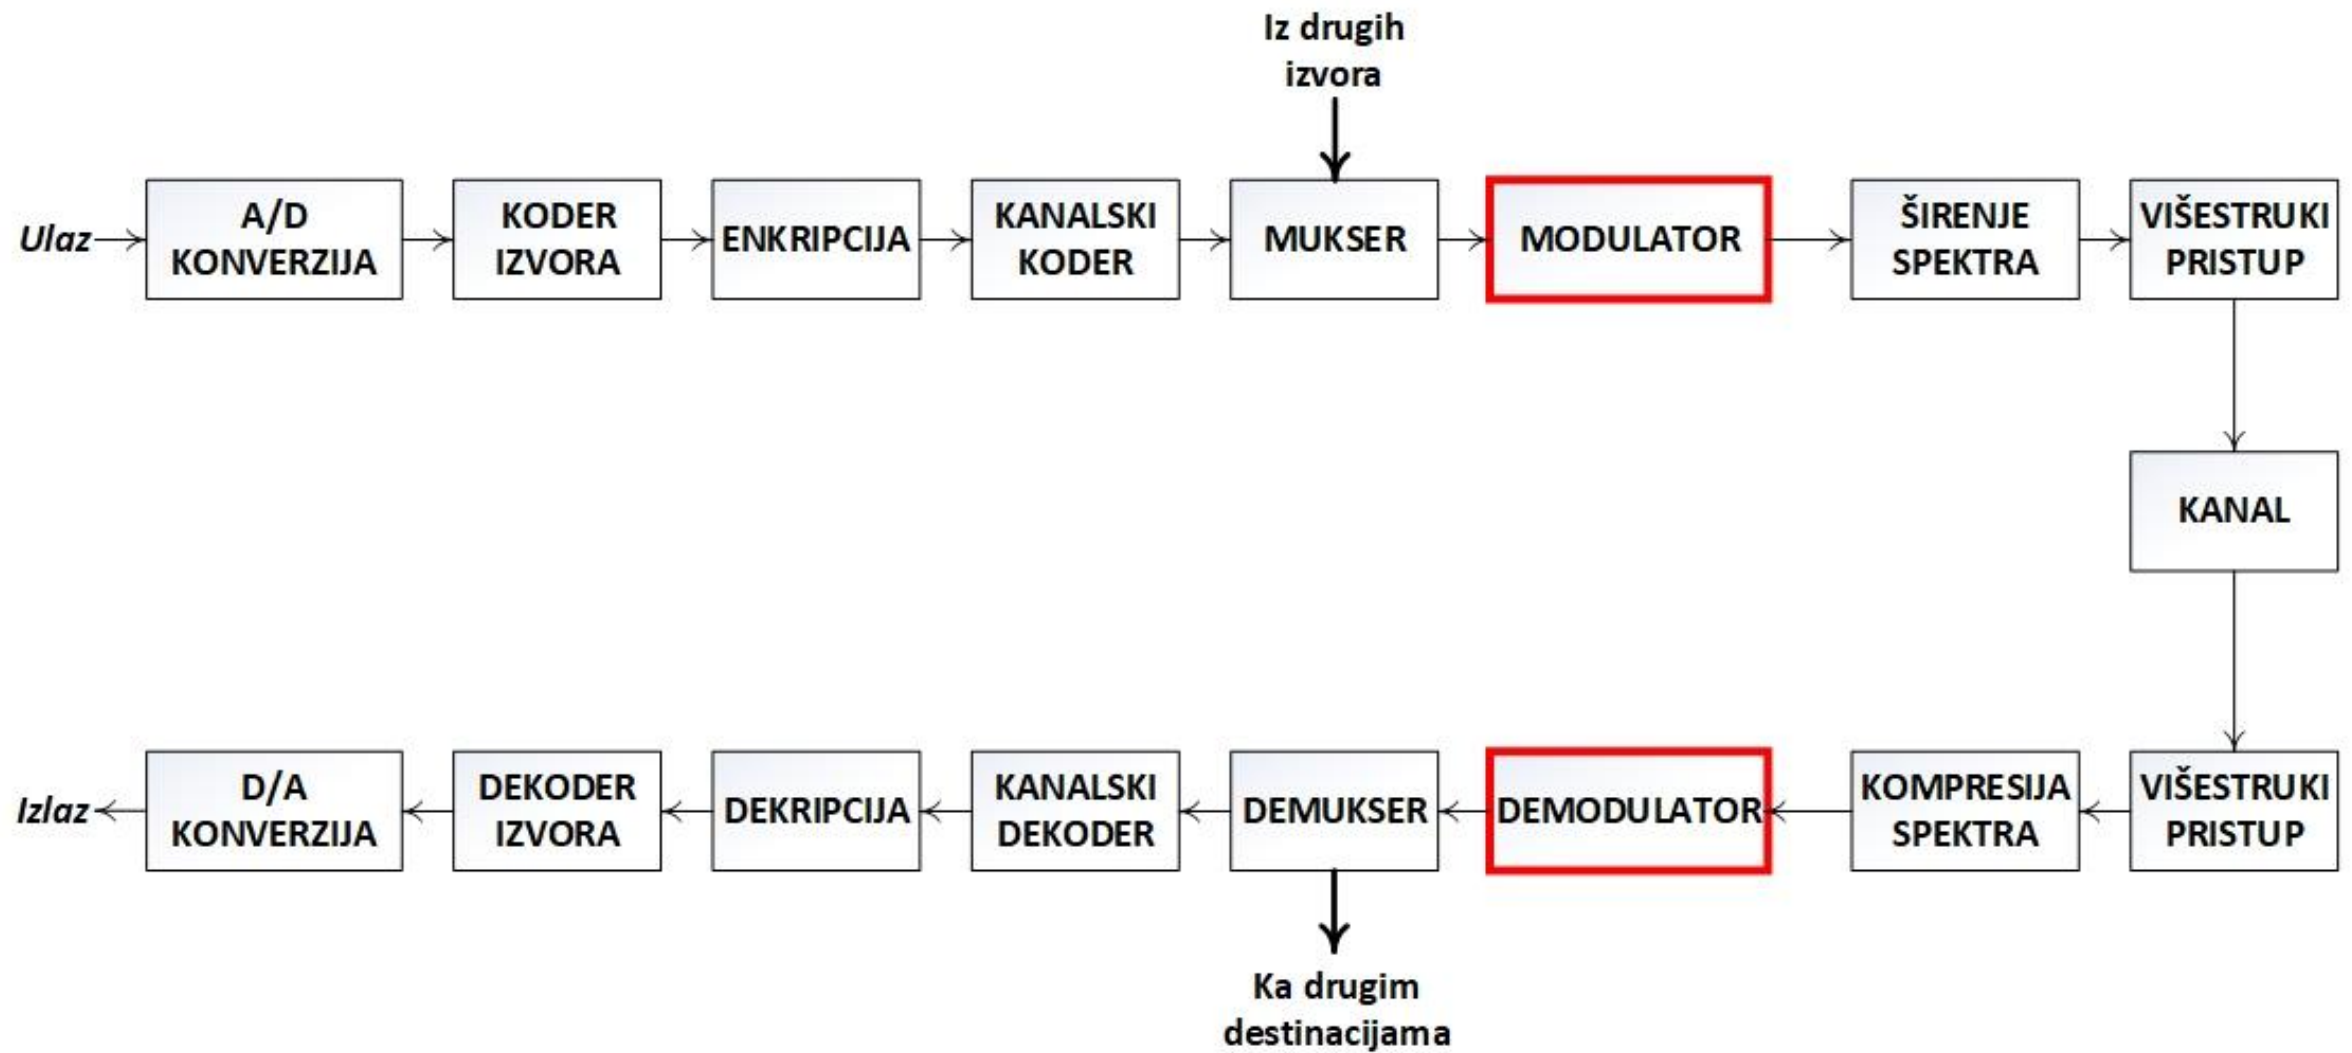 Iz drugih
izvora
Ulaz
A/D
KONVERZIJA
KODER
IZVORA
ENKRIPCIJA
KANALSKI
KODER
MUKSER
MODULATOR
ŠIRENJE
SPEKTRA
VIŠESTRUKI
PRISTUP
KANAL
Izlaz
D/A
KONVERZIJA
DEKODER
IZVORA
DEKRIPCIJA
KANALSKI
DEKODER
DEMUKSER
DEMODULATOR
KOMPRESIJA
SPEKTRA
VIŠESTRUKI
PRISTUP
Ka drugim
destinacijama